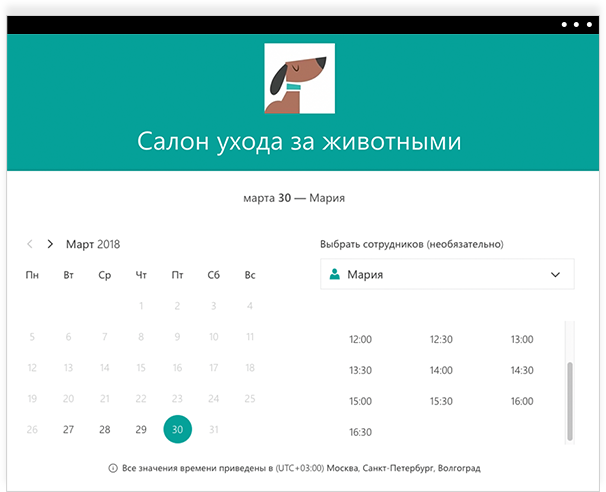 Салон ухода за животными
марта 30 — Мария
Март 2018
Пн Вт Ср Чт Пт Сб Вс
1 2 3 4
5 6 7 8 9 10 11
12 13 14 15 16 17 18
19 20 21 22 23 24 25
26 27 28 29 30 31
Выбрать сотрудников (необязательно)
Мария
12:00 12:30 13:00
13:30 14:00 14:30
15:00 15:30 16:00
16:30
Все значения времени приведены в (UTC+03:00) Москва, Санкт-Петербург, Волгоград